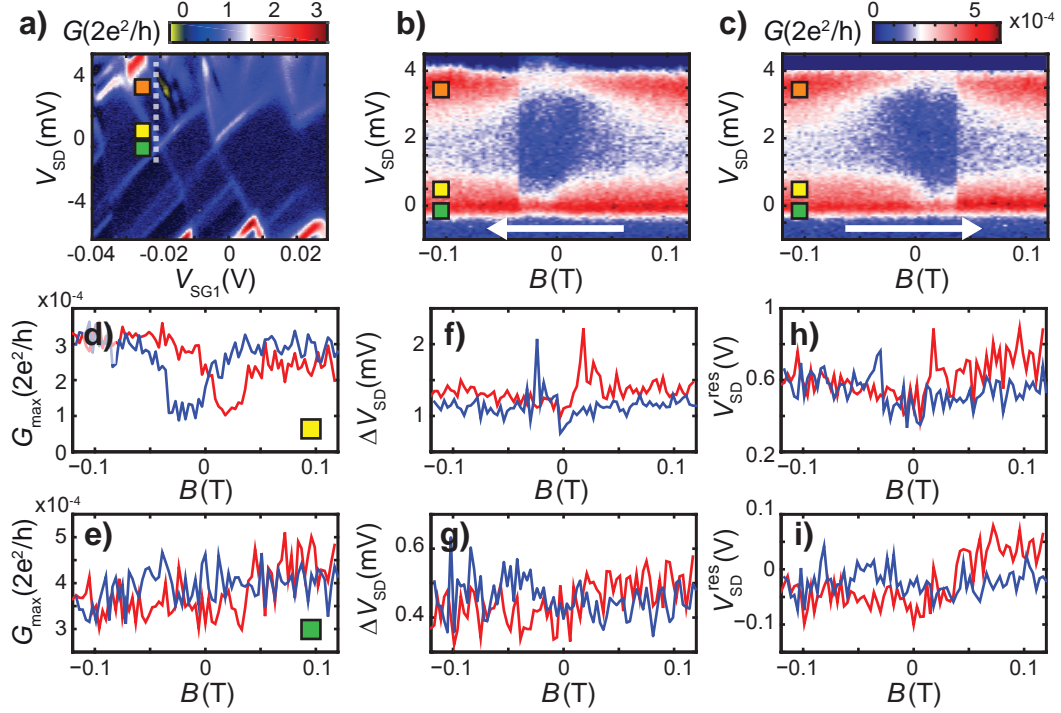 a) G(2e²/h) 0 1 2 3
V_SD(mV)
4
0
-4
-0.04 -0.02 0 0.02
V_SG1(V)
b)
V_SD(mV)
4
2
0
−0.1 0 0.1
B(T)
c) G(2e²/h) 0 5 x10⁻⁴
V_SD(mV)
4
2
0
−0.1 0 0.1
B(T)
x10⁻⁴
d)
G_max(2e²/h)
3
2
1
0
−0.1 0 0.1
B(T)
f)
ΔV_SD(mV)
2
1
−0.1 0 0.1
B(T)
h)
V_SD^res(V)
1
0.6
0.2
−0.1 0 0.1
B(T)
x10⁻⁴
e)
G_max(2e²/h)
5
4
3
−0.1 0 0.1
B(T)
g)
ΔV_SD(mV)
0.6
0.4
−0.1 0 0.1
B(T)
i)
V_SD^res(V)
0.1
0
−0.1
−0.1 0 0.1
B(T)